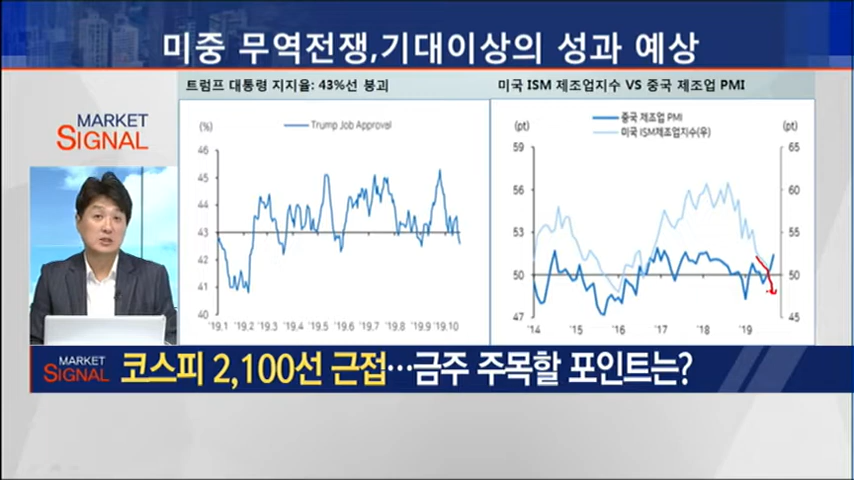 미중 무역전쟁,기대이상의 성과 예상
트럼프 대통령 지지율: 43%선 붕괴
미국 ISM 제조업지수 VS 중국 제조업 PMI
MARKET
SIGNAL
(%)
Trump Job Approval
46
45
44
43
42
41
40
'19.1 '19.2 '19.3 '19.4 '19.5 '19.6 '19.7 '19.8 '19.9 '19.10
(pt)
중국 제조업 PMI
미국 ISM제조업지수(우)
(pt)
59
56
53
50
47
65
60
55
50
45
'14 '15 '16 '17 '18 '19
MARKET
SIGNAL
코스피 2,100선 근접…금주 주목할 포인트는?